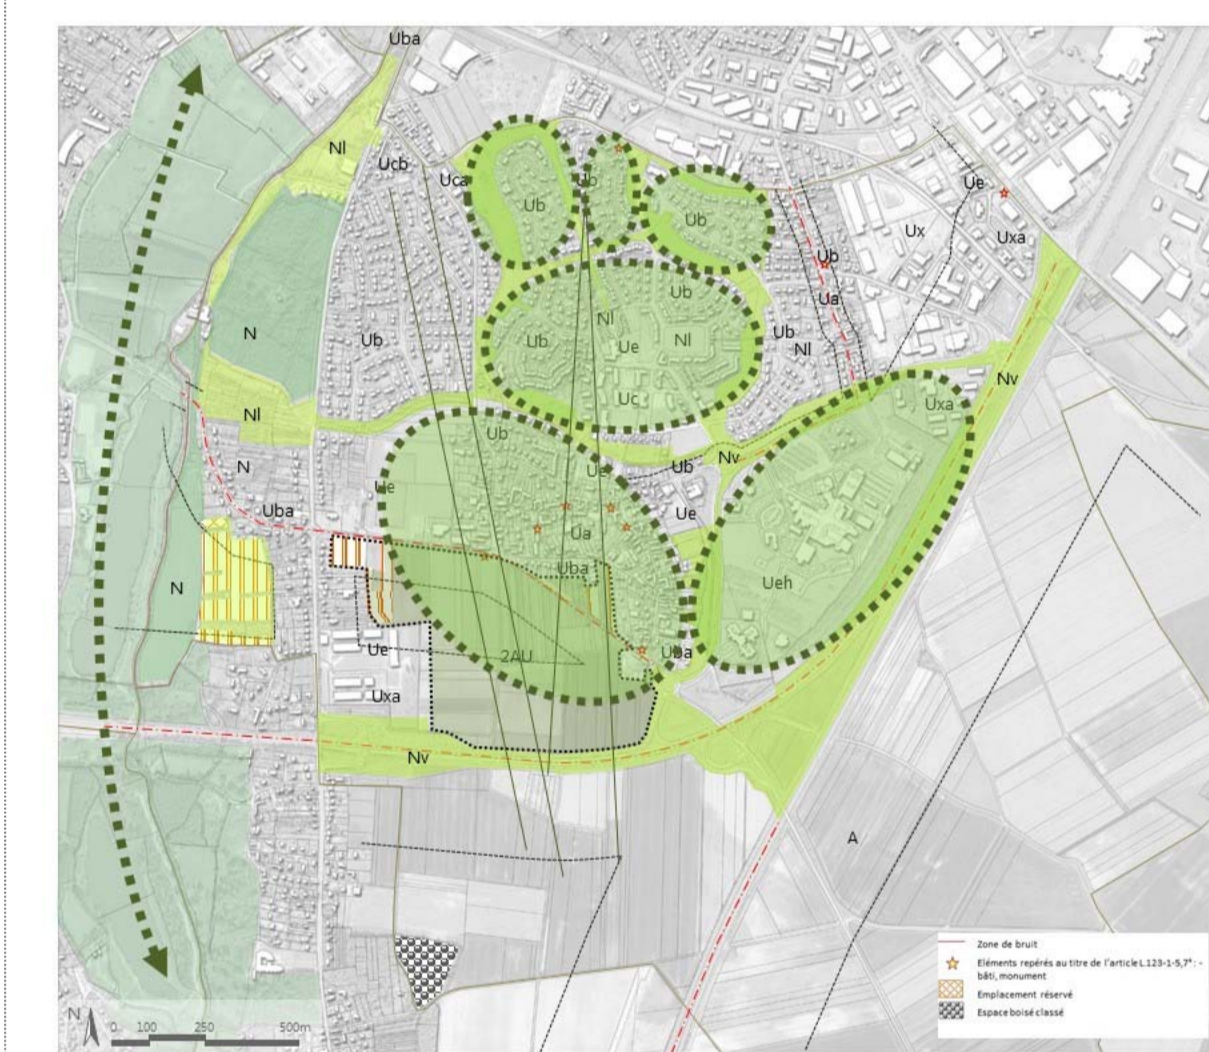 Uba
Nl
Ucb
Uca
Ub
Ub
Ub
Ue
Ux
Uxa
Ub
Ua
Ub
Nl
Ub
Nl
Ub
Ue
Nl
Ub
Nl
N
Ub
Uc
Nv
Uxa
Nl
Ub
Nv
N
Ub
Ue
Ue
Ue
Uba
Ua
Uba
Ueh
N
2AU
Uba
Ue
Uxa
Nv
A
Zone de bruit
Eléments repérés au titre de l'article L.123-1-5,7° : -
bâti, monument
Emplacement réservé
Espace boisé classé
N
0 100 250 500m